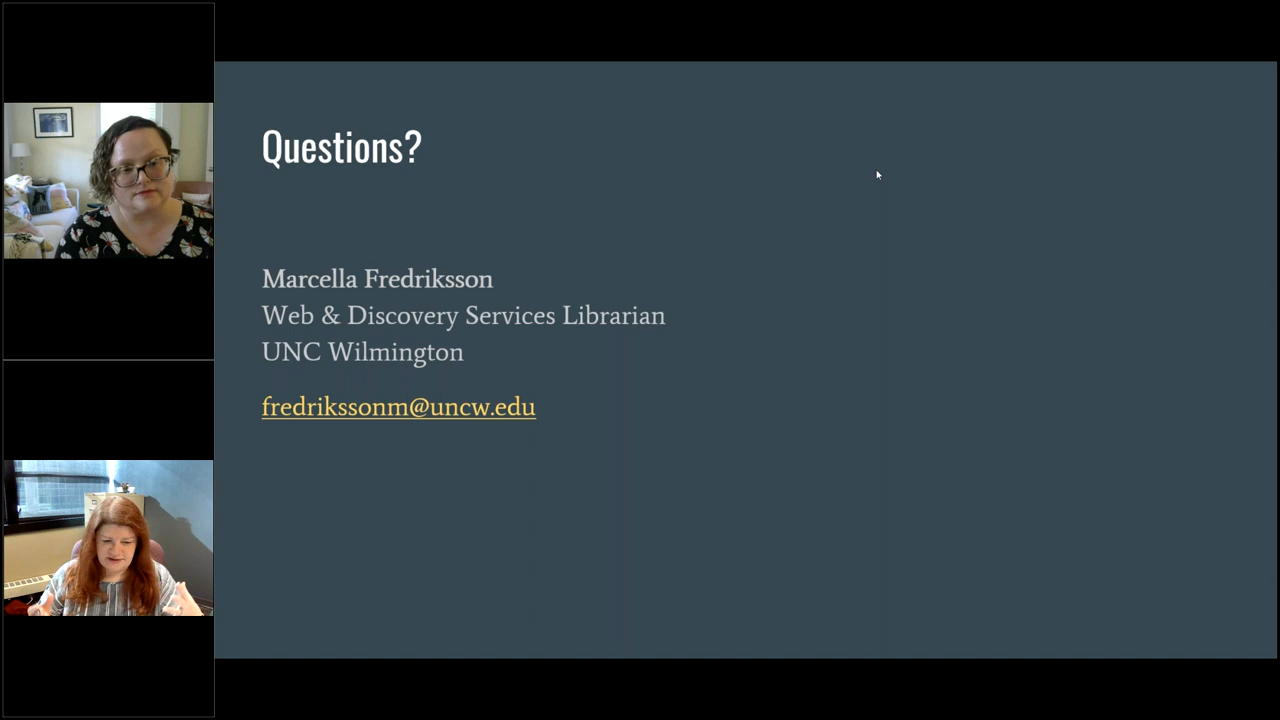 Questions?
Marcella Fredriksson
Web & Discovery Services Librarian
UNC Wilmington
fredrikssonm@uncw.edu